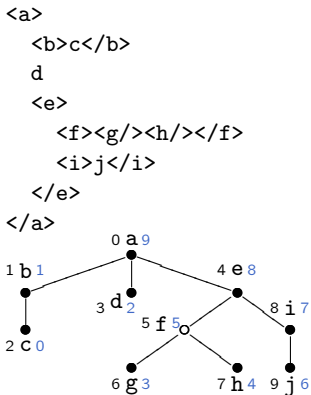 <a>
<b>c</b>
d
<e>
<f><g/><h/></f>
<i>j</i>
</e>
</a>
0 a 9
1 b 1
4 e 8
3 d 2
8 i 7
5 f 5
2 c 0
6 g 3
7 h 4
9 j 6